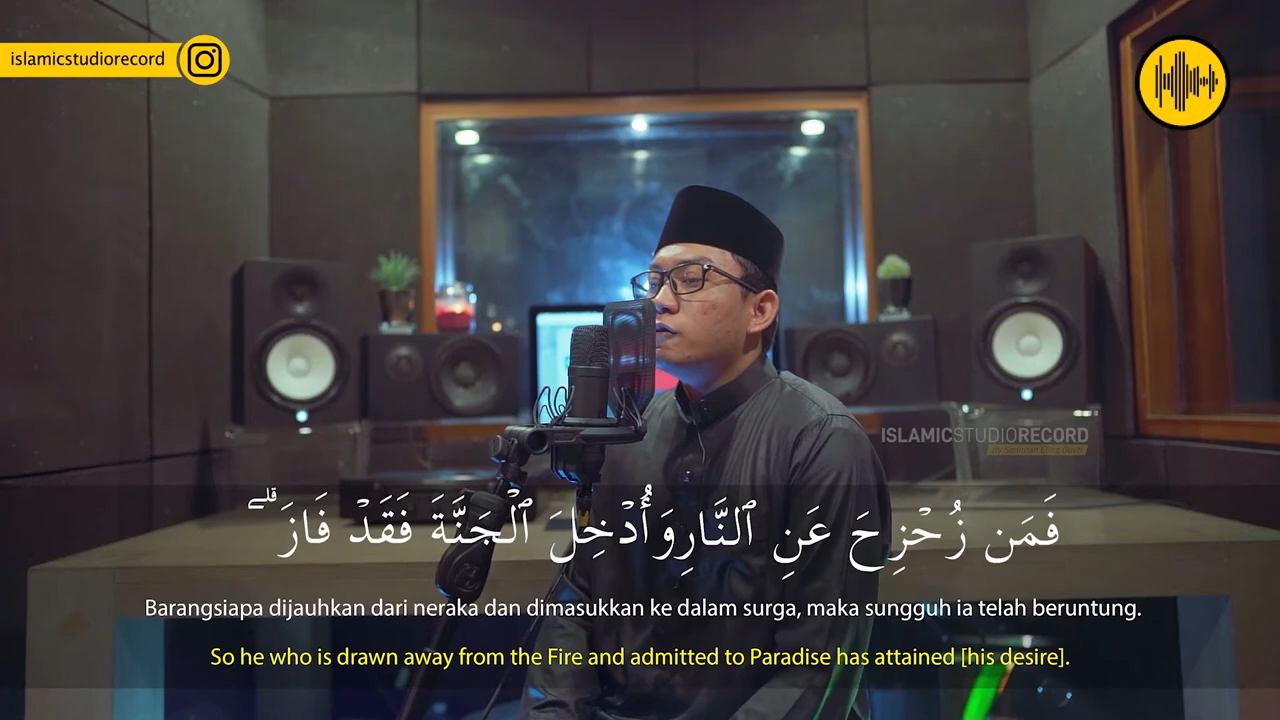 islamicstudiorecord
ISLAMICSTUDIORECORD
فَمَن زُحْزِحَ عَنِ ٱلنَّارِ وَأُدْخِلَ ٱلْجَنَّةَ فَقَدْ فَازَ ۗ
Barangsiapa dijauhkan dari neraka dan dimasukkan ke dalam surga, maka sungguh ia telah beruntung.
So he who is drawn away from the Fire and admitted to Paradise has attained [his desire].